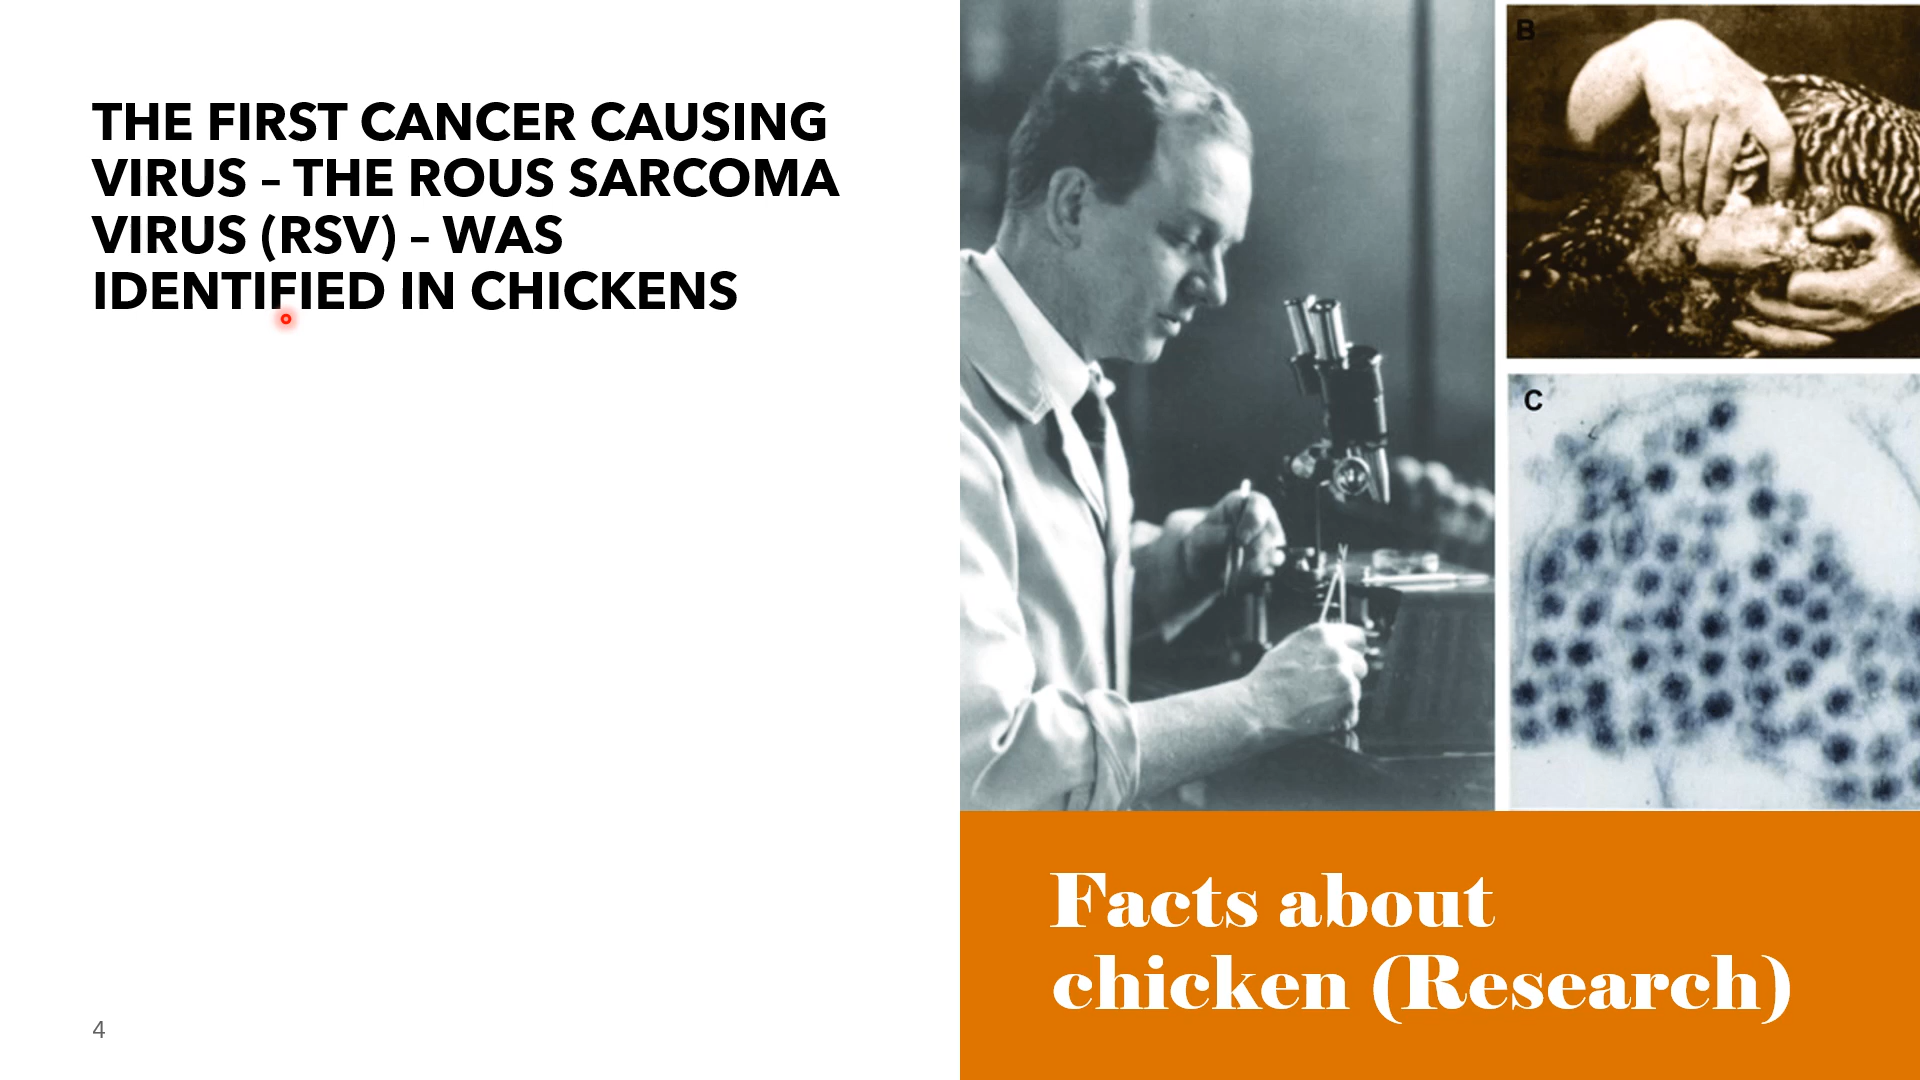 THE FIRST CANCER CAUSING
VIRUS – THE ROUS SARCOMA
VIRUS (RSV) – WAS
IDENTIFIED IN CHICKENS
B
C
Facts about
chicken (Research)
4